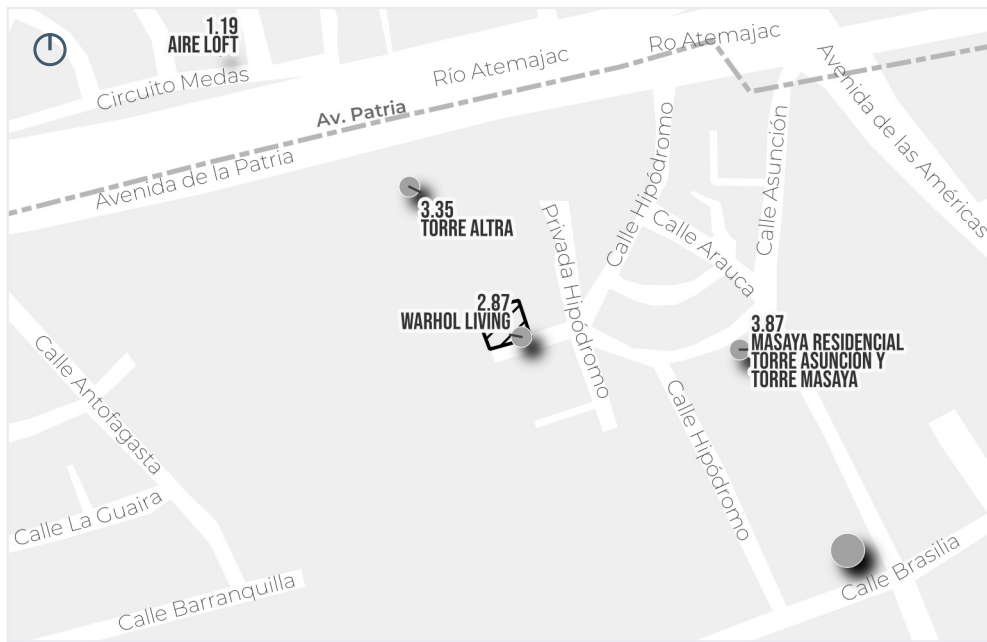 1.19
AIRE LOFT
Circuito Medas
Río Atemajac
Ro Atemajac
Av. Patria
Avenida de la Patria
Avenida de las Américas
3.35
TORRE ALTRA
Privada Hipódromo
Calle Hipódromo
Calle Arauca
Calle Asunción
2.87
WARHOL LIVING
3.87
MASAYA RESIDENCIAL
TORRE ASUNCIÓN Y
TORRE MASAYA
Calle Antofagasta
Calle Hipódromo
Calle La Guaira
Calle Barranquilla
Calle Brasilia